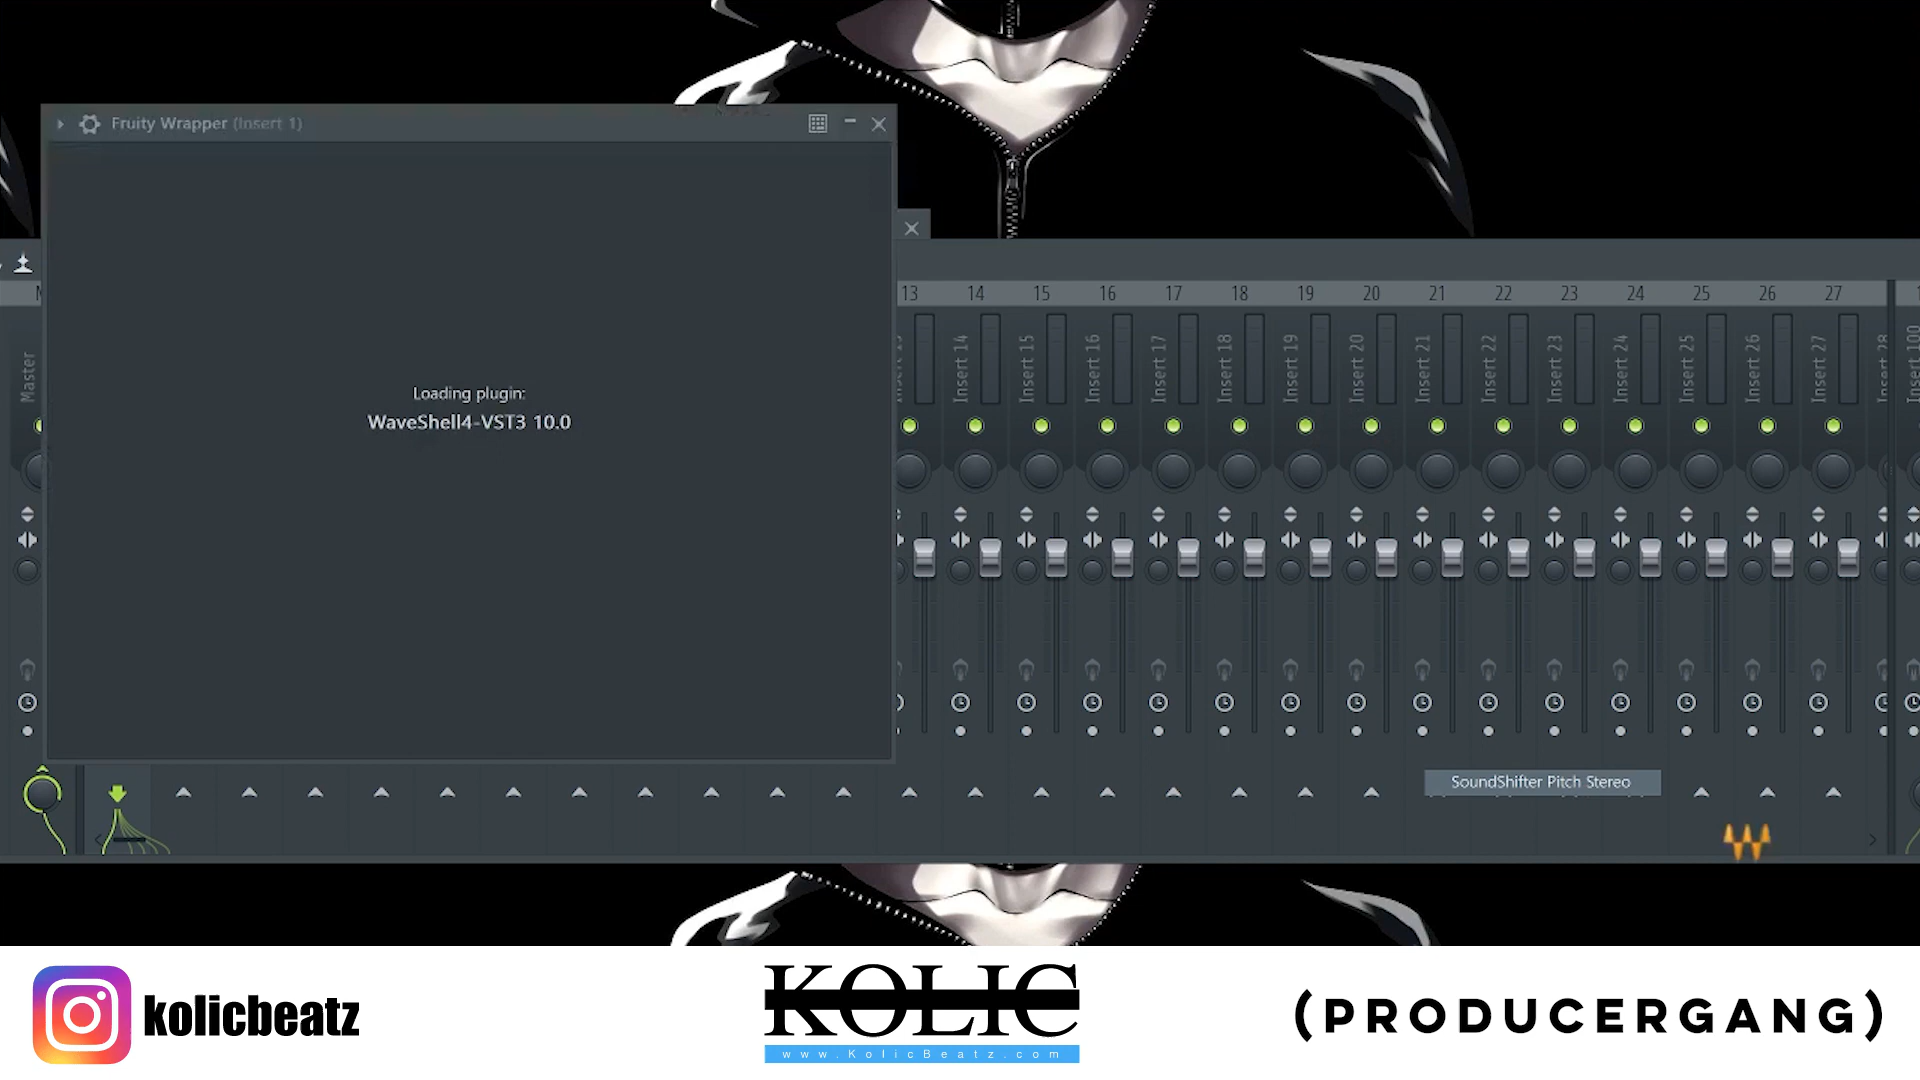 Fruity Wrapper (Insert 1)
Loading plugin:
WaveShell4-VST3 10.0
13 14 15 16 17 18 19 20 21 22 23 24 25 26 27
Master
Insert 14
Insert 15
Insert 16
Insert 17
Insert 18
Insert 19
Insert 20
Insert 21
Insert 22
Insert 23
Insert 24
Insert 25
Insert 26
Insert 27
Insert 100
SoundShifter Pitch Stereo
kolicbeatz
KOLIC
www.KolicBeatz.com
(PRODUCERGANG)